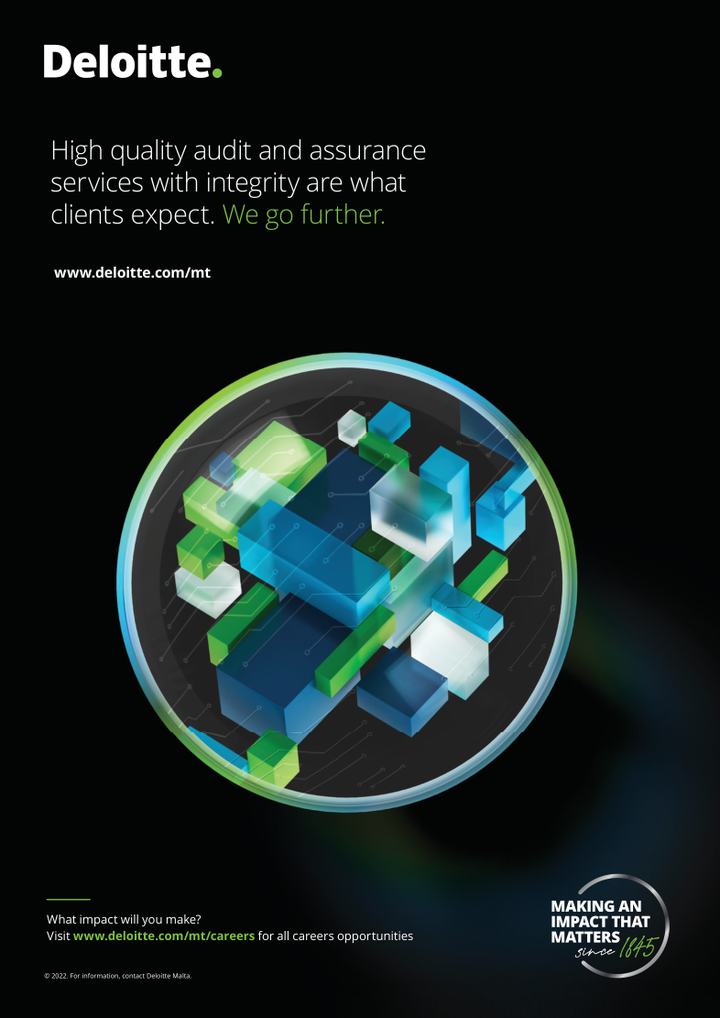 Deloitte.
High quality audit and assurance
services with integrity are what
clients expect. We go further.
www.deloitte.com/mt
What impact will you make?
Visit www.deloitte.com/mt/careers for all careers opportunities
© 2022. For information, contact Deloitte Malta.
MAKING AN
IMPACT THAT
MATTERS
since 1845